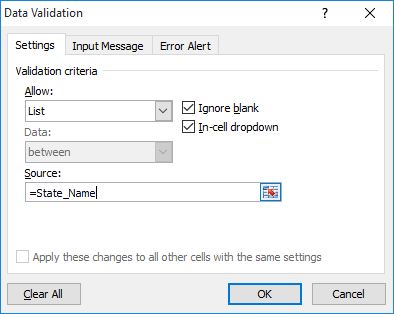 Data Validation
?
Settings Input Message Error Alert
Validation criteria
Allow:
List
Ignore blank
Data:
In-cell dropdown
between
Source:
=State_Name
Apply these changes to all other cells with the same settings
Clear All OK Cancel